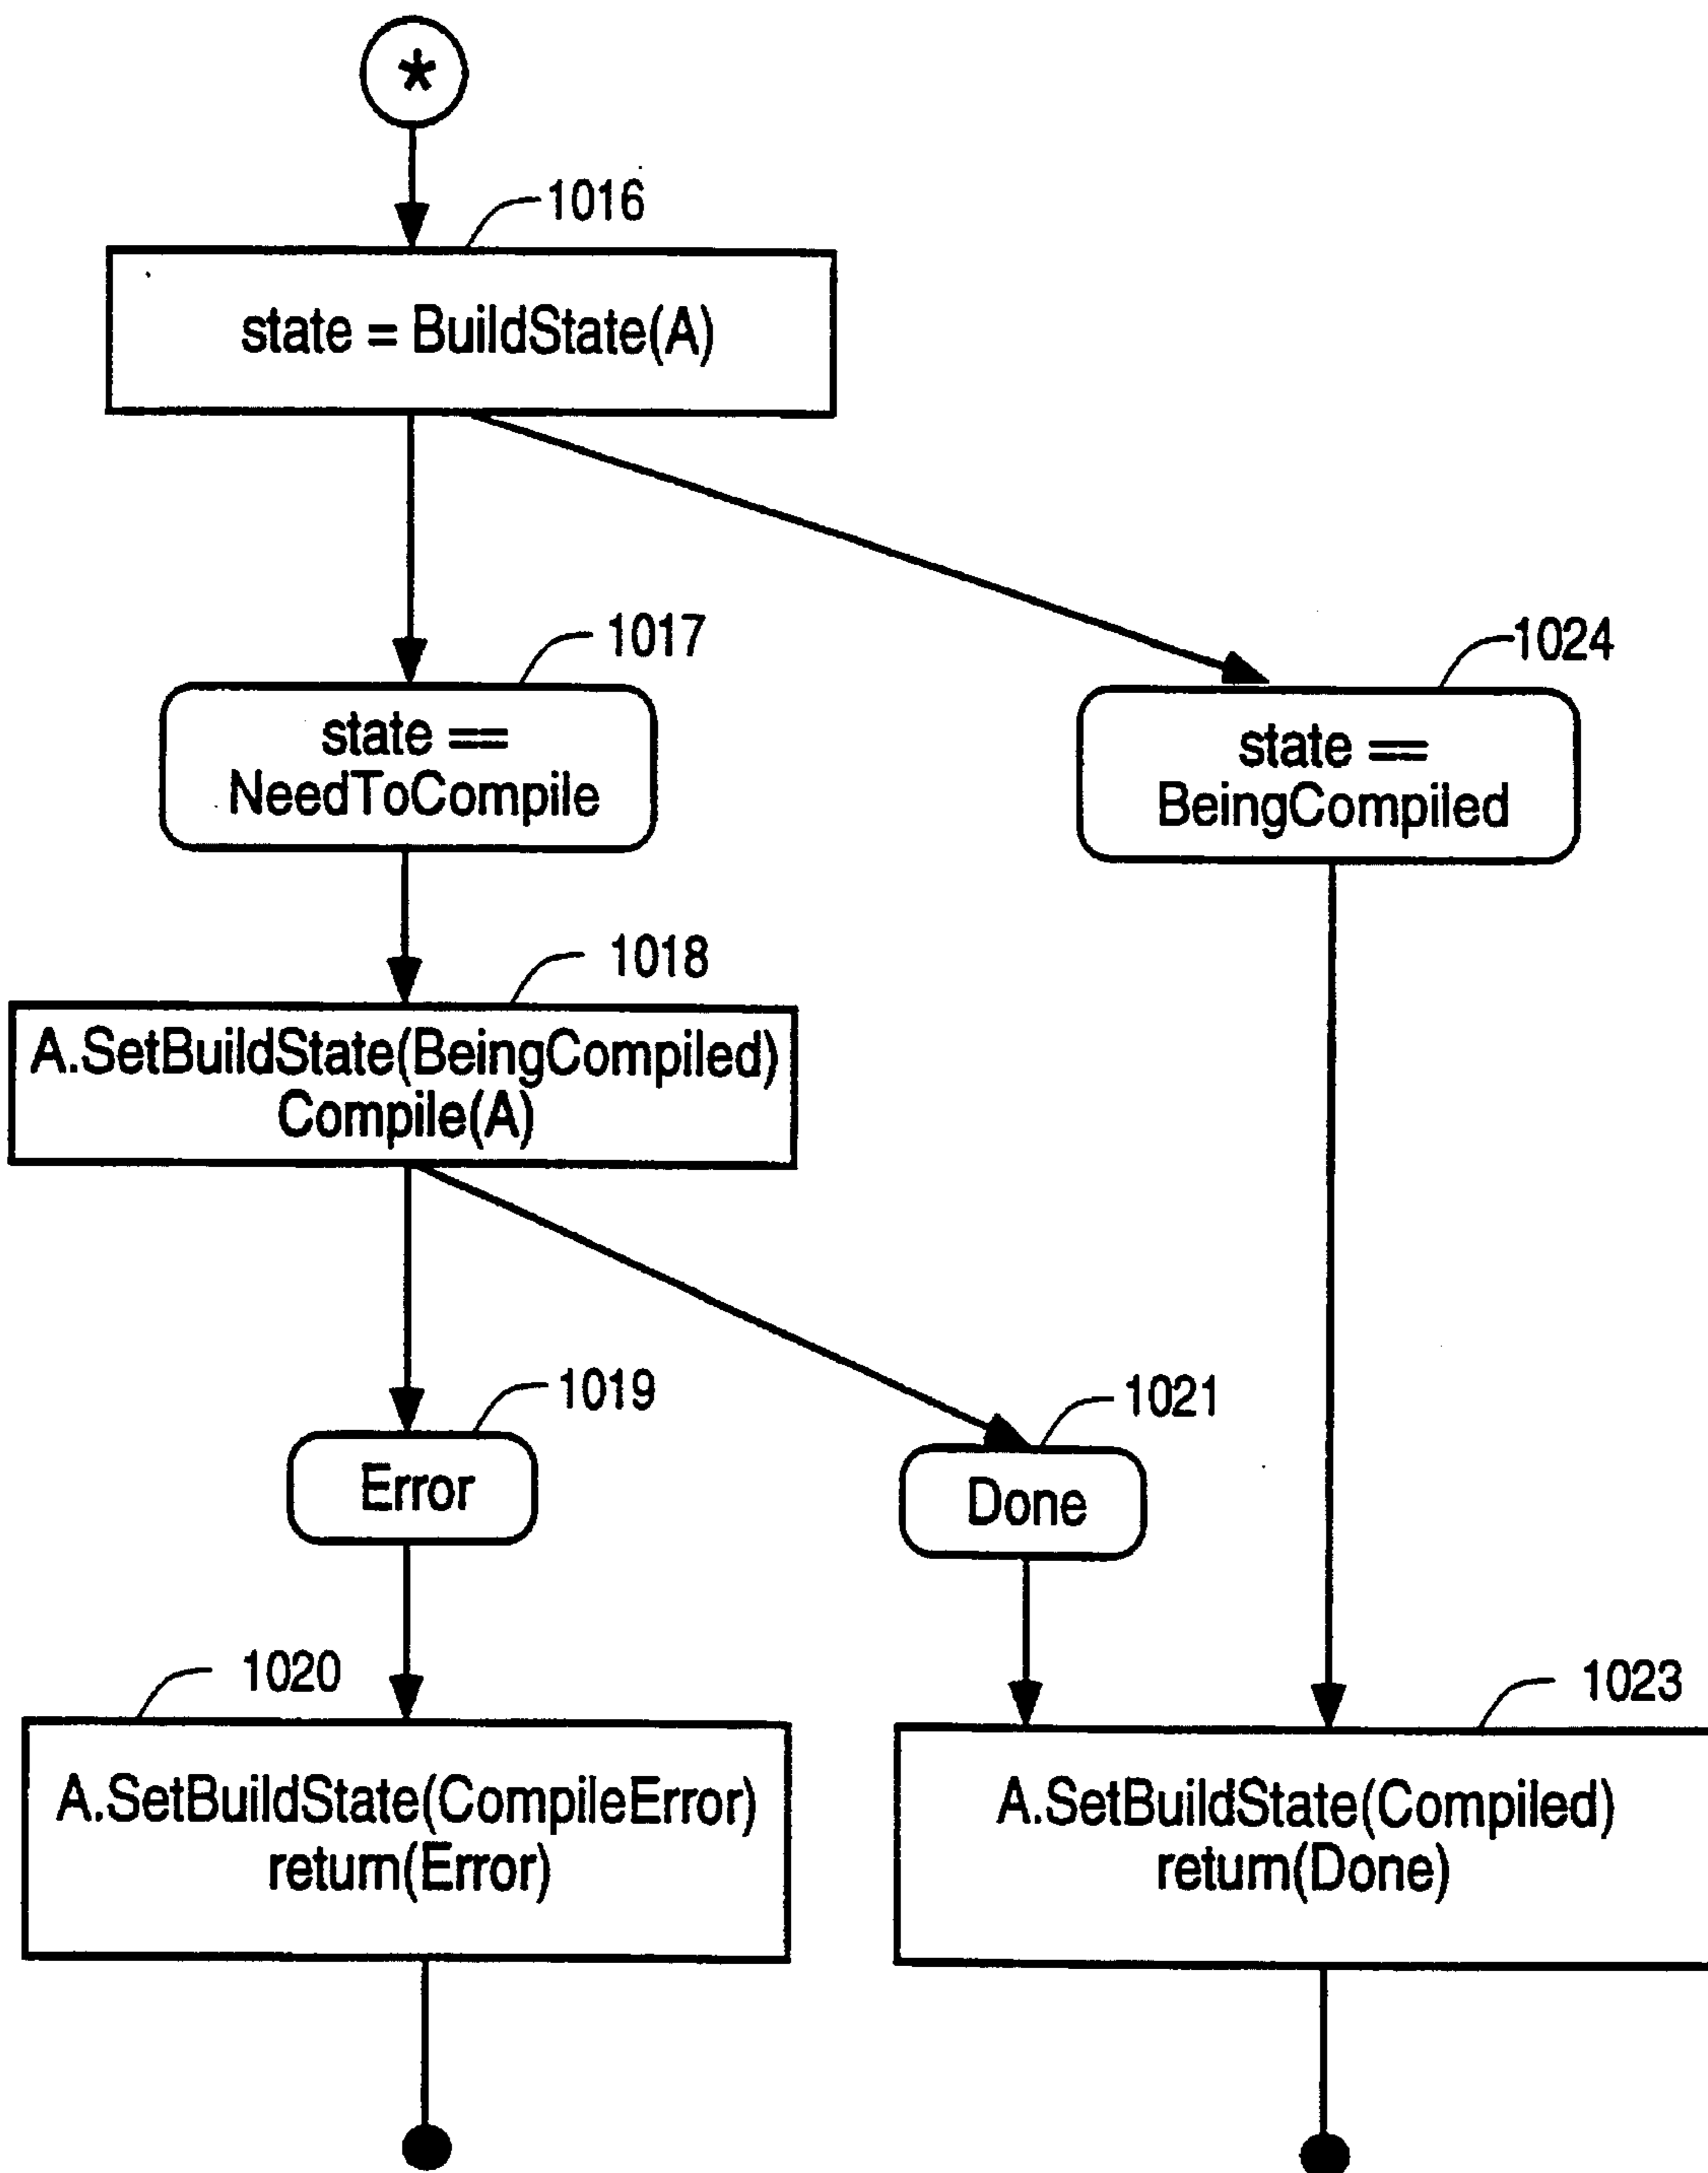 *
1016
state = BuildState(A)
1017
state ==
NeedToCompile
1024
state ==
BeingCompiled
1018
A.SetBuildState(BeingCompiled)
Compile(A)
1019
Error
1021
Done
1020
A.SetBuildState(CompileError)
return(Error)
1023
A.SetBuildState(Compiled)
return(Done)